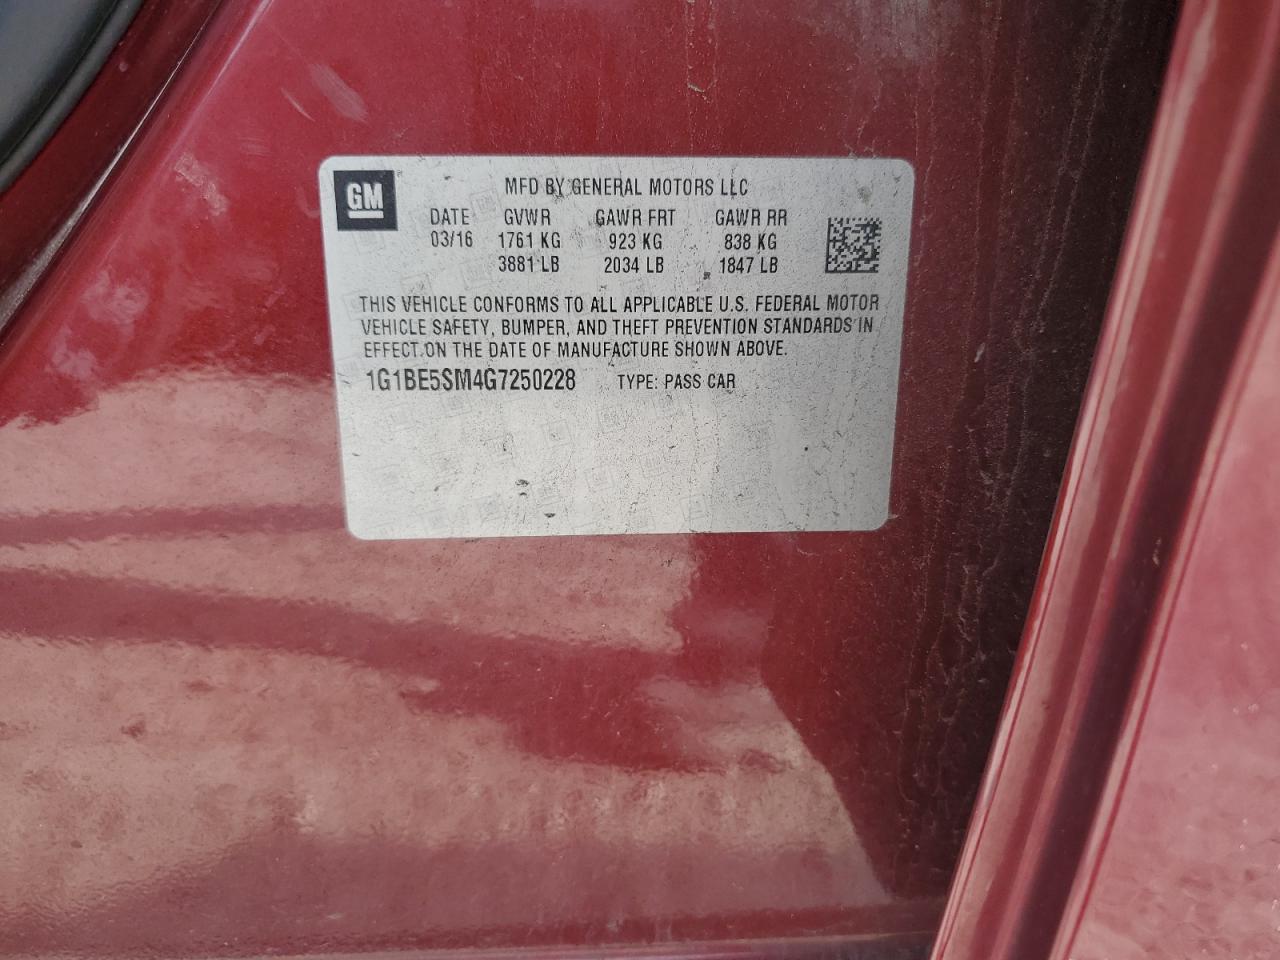 GM
MFD BY GENERAL MOTORS LLC
DATE GVWR GAWR FRT GAWR RR
03/16 1761 KG 923 KG 838 KG
3881 LB 2034 LB 1847 LB
THIS VEHICLE CONFORMS TO ALL APPLICABLE U.S. FEDERAL MOTOR
VEHICLE SAFETY, BUMPER, AND THEFT PREVENTION STANDARDS IN
EFFECT ON THE DATE OF MANUFACTURE SHOWN ABOVE.
1G1BE5SM4G7250228 TYPE: PASS CAR